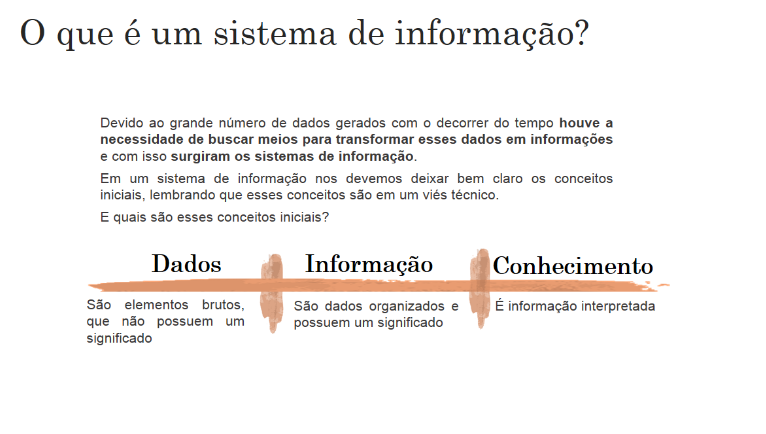 O que é um sistema de informação?
Devido ao grande número de dados gerados com o decorrer do tempo houve a
necessidade de buscar meios para transformar esses dados em informações
e com isso surgiram os sistemas de informação.
Em um sistema de informação nos devemos deixar bem claro os conceitos
iniciais, lembrando que esses conceitos são em um viés técnico.
E quais são esses conceitos iniciais?
Dados
São elementos brutos,
que não possuem um
significado
Informação
São dados organizados e
possuem um significado
Conhecimento
É informação interpretada